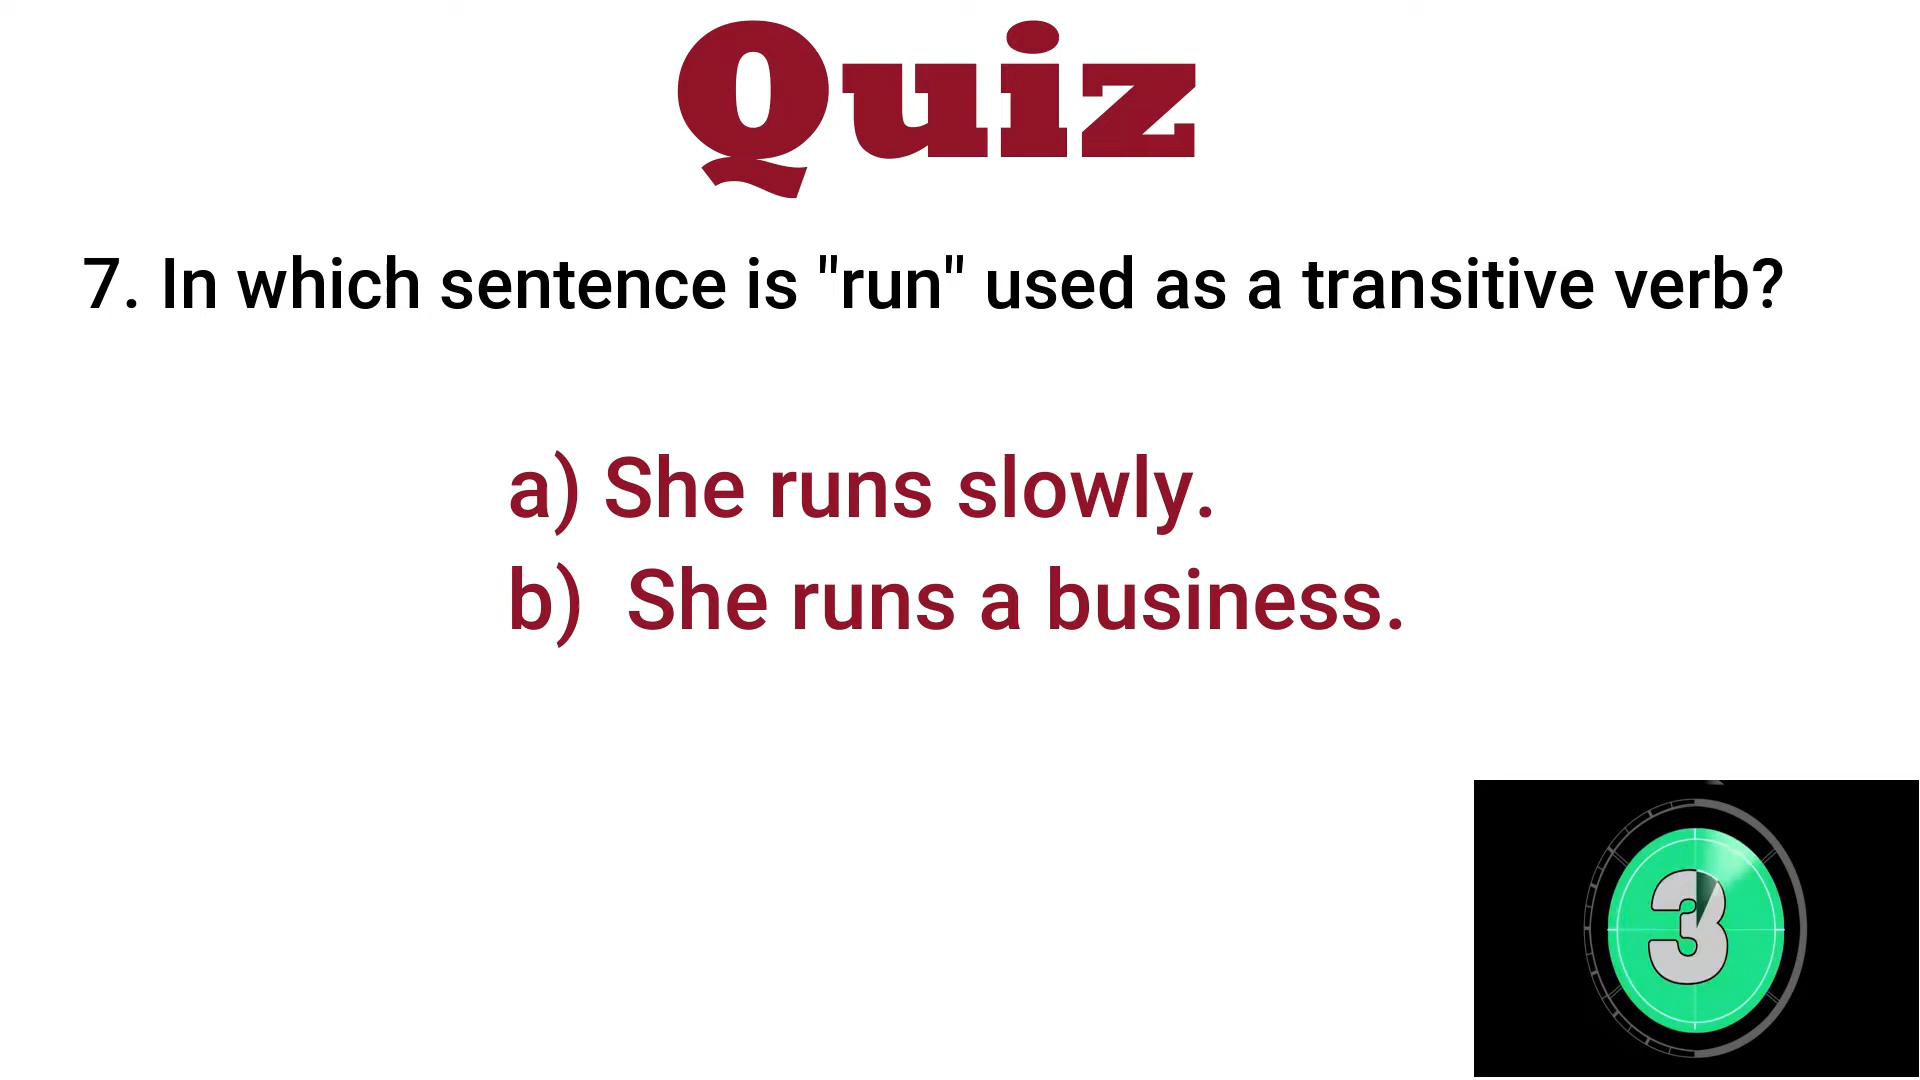 Quiz
7. In which sentence is "run" used as a transitive verb?
a) She runs slowly.
b) She runs a business.
3